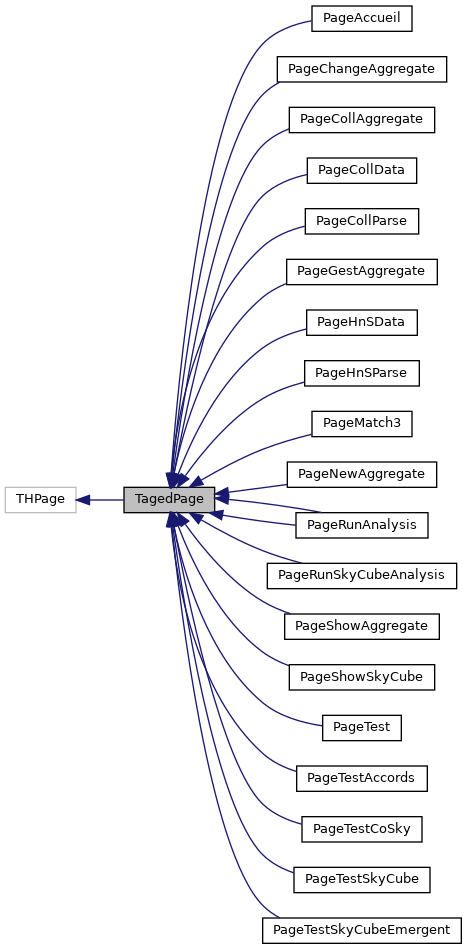 PageAccueil
PageChangeAggregate
PageCollAggregate
PageCollData
PageCollParse
PageGestAggregate
PageHnSData
PageHnSParse
PageMatch3
PageNewAggregate
THPage
TagedPage
PageRunAnalysis
PageRunSkyCubeAnalysis
PageShowAggregate
PageShowSkyCube
PageTest
PageTestAccords
PageTestCoSky
PageTestSkyCube
PageTestSkyCubeEmergent